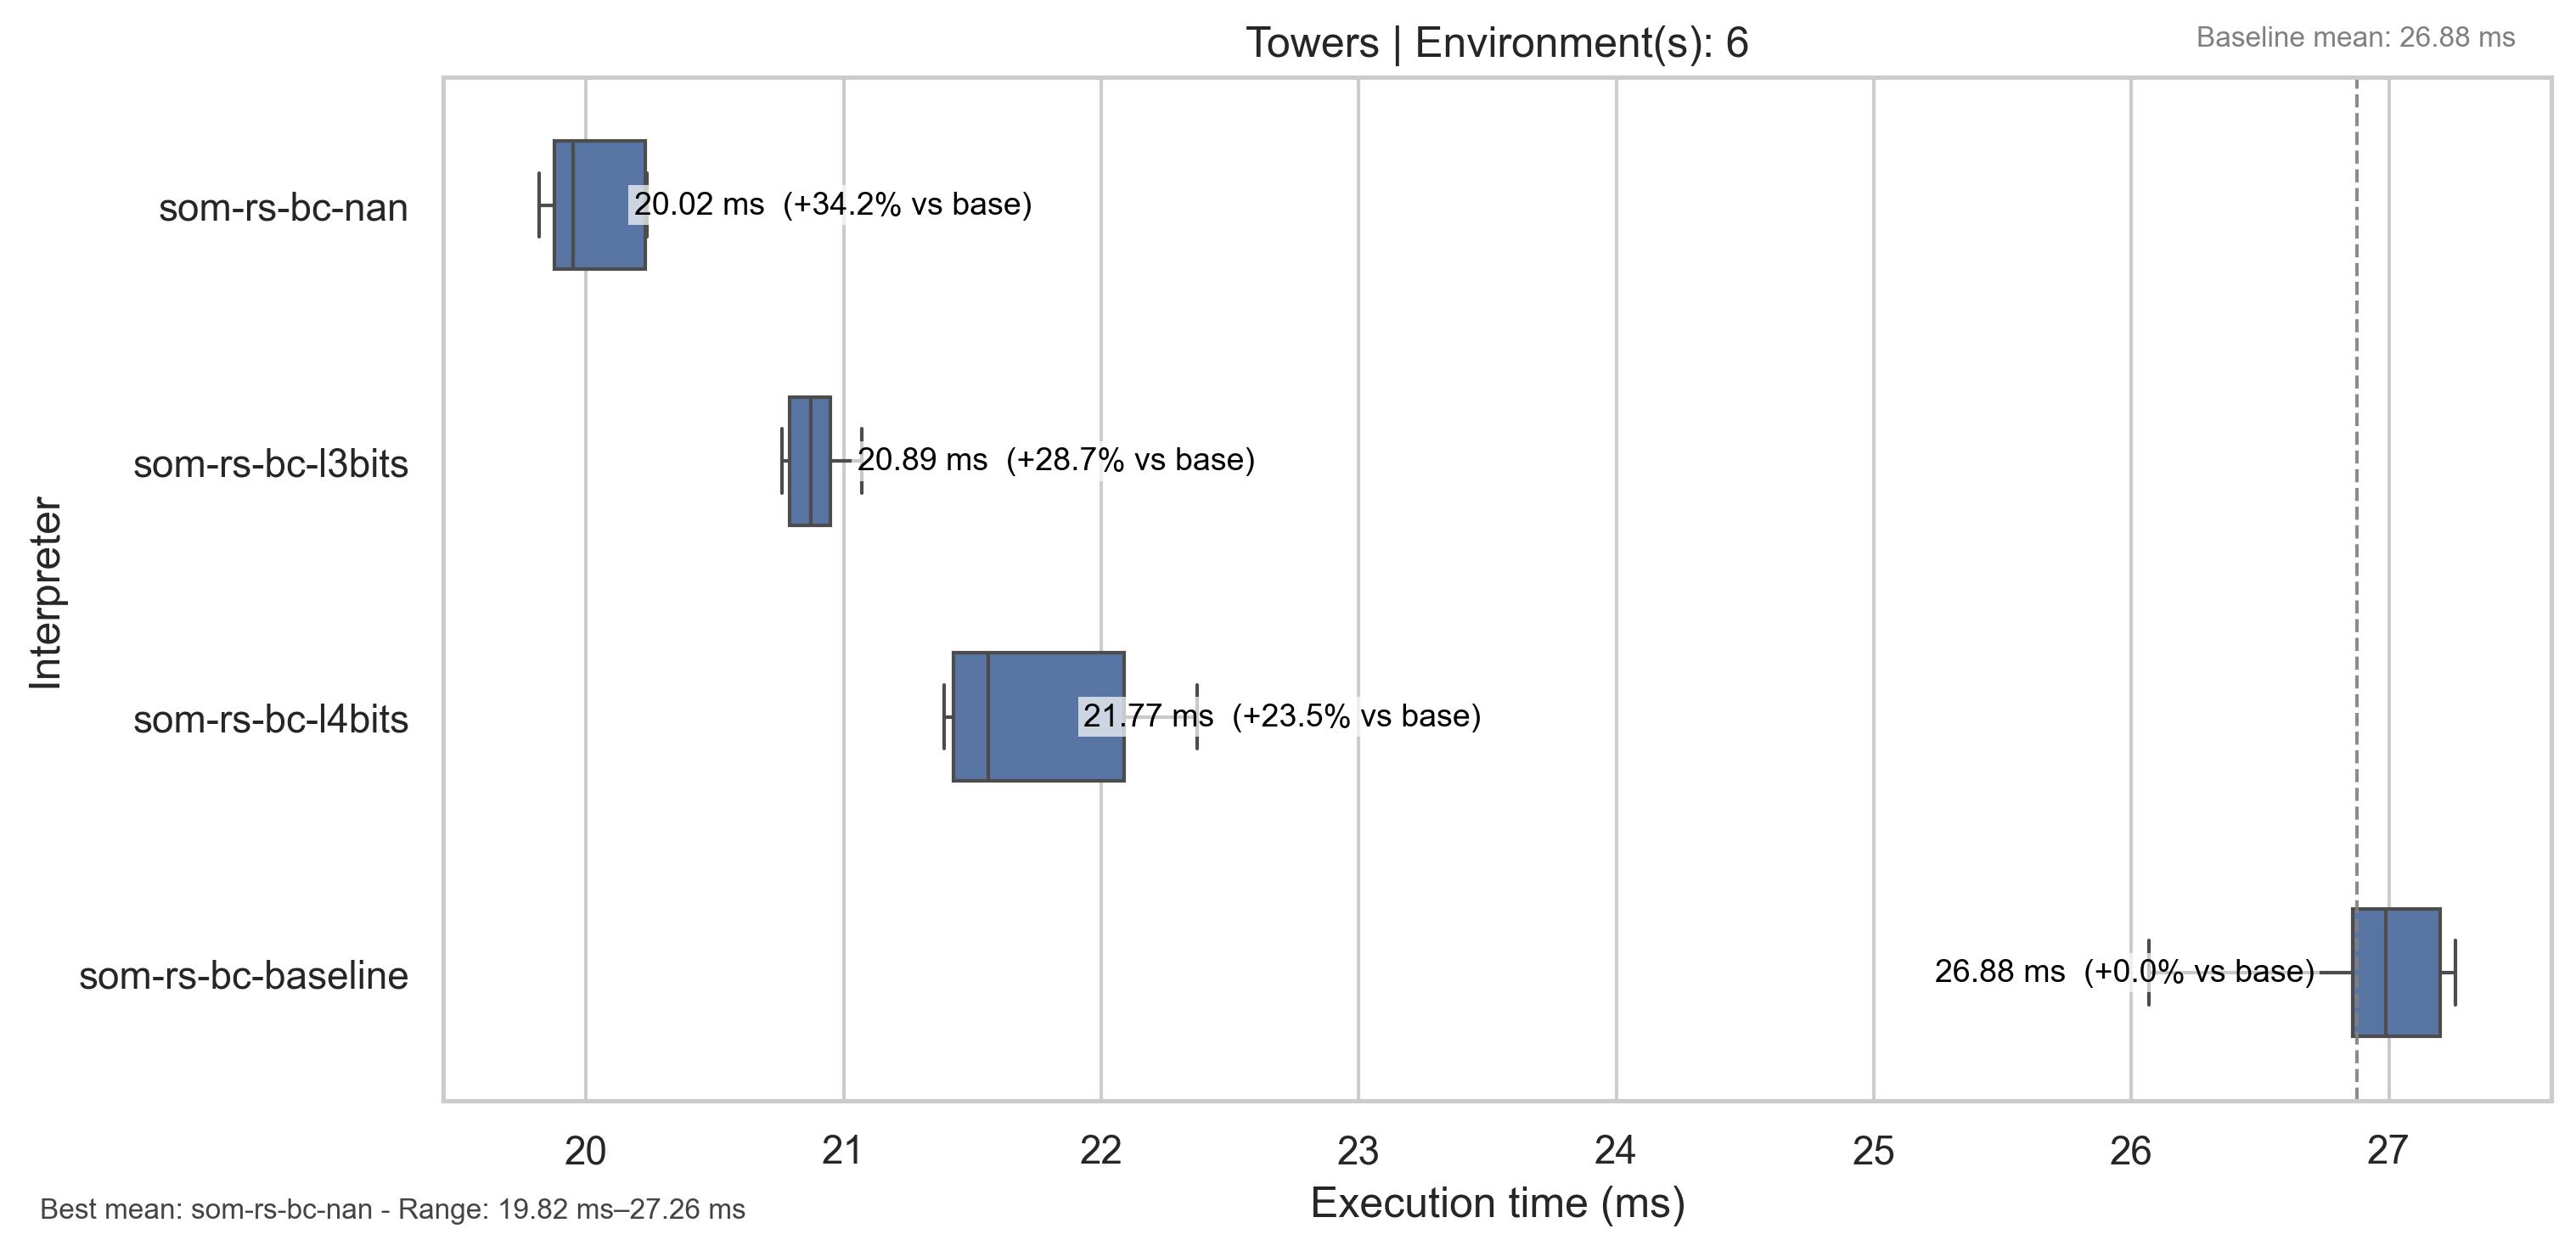 Towers | Environment(s): 6
Baseline mean: 26.88 ms
Interpreter
som-rs-bc-nan
20.02 ms  (+34.2% vs base)
som-rs-bc-l3bits
20.89 ms  (+28.7% vs base)
som-rs-bc-l4bits
21.77 ms  (+23.5% vs base)
som-rs-bc-baseline
26.88 ms  (+0.0% vs base)
20 21 22 23 24 25 26 27
Execution time (ms)
Best mean: som-rs-bc-nan - Range: 19.82 ms–27.26 ms